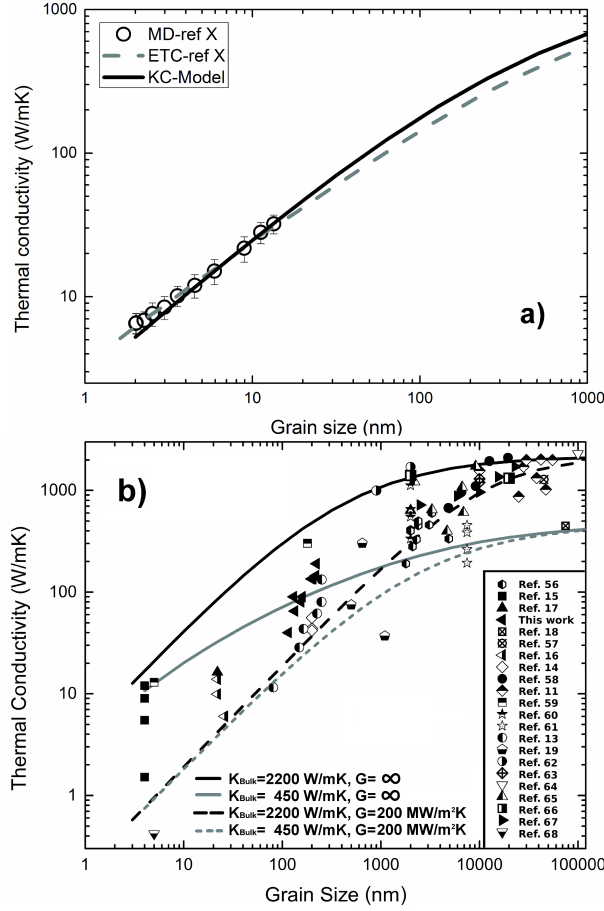 1000
MD-ref X
ETC-ref X
KC-Model
100
10
Thermal conductivity (W/mK)
a)
1 10 100 1000
Grain size (nm)
b)
1000
100
10
1
Thermal Conductivity (W/mK)
Ref. 56
Ref. 15
Ref. 17
This work
Ref. 18
Ref. 57
Ref. 16
Ref. 14
Ref. 58
Ref. 11
Ref. 59
Ref. 60
Ref. 61
Ref. 13
Ref. 19
Ref. 62
Ref. 63
Ref. 64
Ref. 65
Ref. 66
Ref. 67
Ref. 68
KBulk=2200 W/mK, G= ∞
KBulk= 450 W/mK, G= ∞
KBulk=2200 W/mK, G=200 MW/m²K
KBulk= 450 W/mK, G=200 MW/m²K
1 10 100 1000 10000 100000
Grain Size (nm)